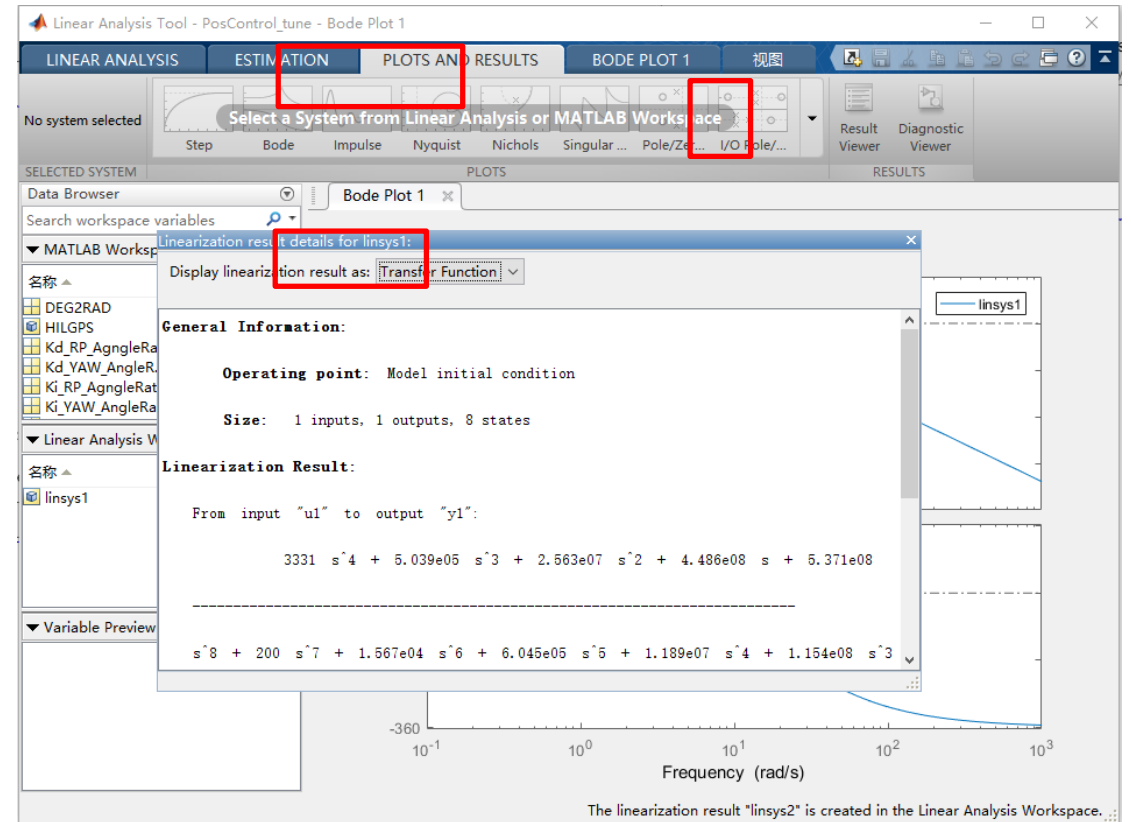 Linear Analysis Tool - PosControl_tune - Bode Plot 1
LINEAR ANALYSIS ESTIMATION PLOTS AND RESULTS BODE PLOT 1 视图
No system selected
Select a System from Linear Analysis or MATLAB Workspace
Step Bode Impulse Nyquist Nichols Singular ... Pole/Zer... I/O Pole/...
Result Viewer
Diagnostic Viewer
SELECTED SYSTEM PLOTS RESULTS
Data Browser
Bode Plot 1
Search workspace variables
MATLAB Worksp
名称
DEG2RAD
HILGPS
Kd_RP_AgngleRa
Kd_YAW_AngleR.
Ki_RP_AgngleRat
Ki_YAW_AngleRa
Linear Analysis W
名称
linsys1
Variable Preview
Linearization result details for linsys1:
Display linearization result as: Transfer Function
General Information:
Operating point: Model initial condition
Size: 1 inputs, 1 outputs, 8 states
Linearization Result:
From input "u1" to output "y1":
3331 s^4 + 5.039e05 s^3 + 2.563e07 s^2 + 4.486e08 s + 5.371e08
--------------------------------------------------------------------------
s^8 + 200 s^7 + 1.567e04 s^6 + 6.045e05 s^5 + 1.189e07 s^4 + 1.154e08 s^3
linsys1
-360
10^-1 10^0 10^1 10^2 10^3
Frequency (rad/s)
The linearization result "linsys2" is created in the Linear Analysis Workspace.